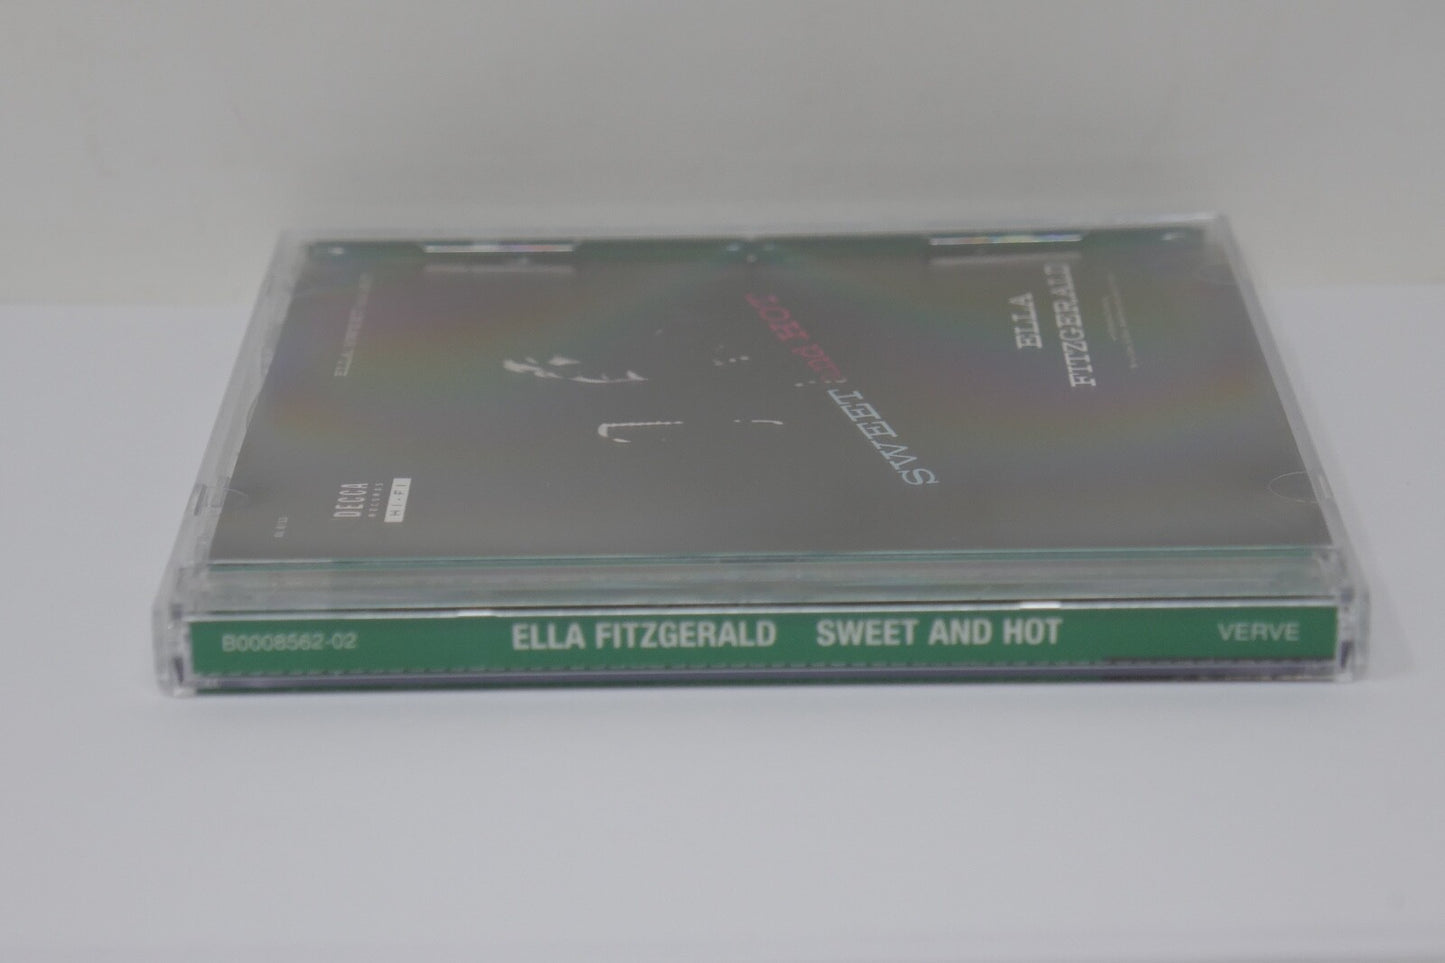 ELLA
FITZGERALD
SWEET and HOT
DECCA
RECORDS
HI-FI
B0008562-02 ELLA FITZGERALD SWEET AND HOT VERVE